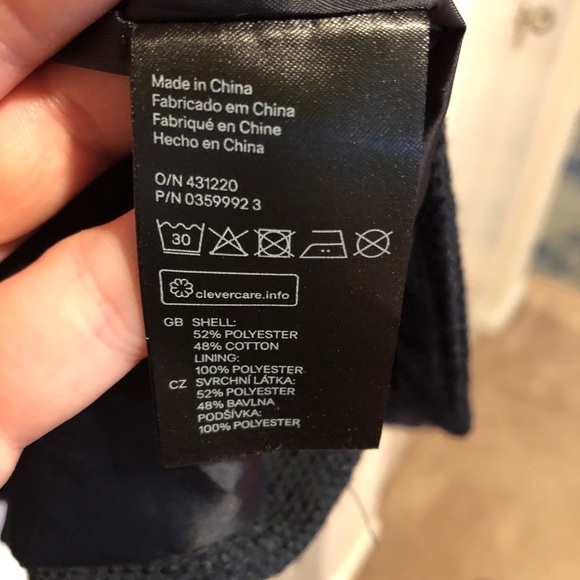 Made in China
Fabricado em China
Fabriqué en Chine
Hecho en China
O/N 431220
P/N 0359992 3
30
clevercare.info
GB SHELL:
52% POLYESTER
48% COTTON
LINING:
100% POLYESTER
CZ SVRCHNÍ LÁTKA:
52% POLYESTER
48% BAVLNA
PODŠÍVKA:
100% POLYESTER